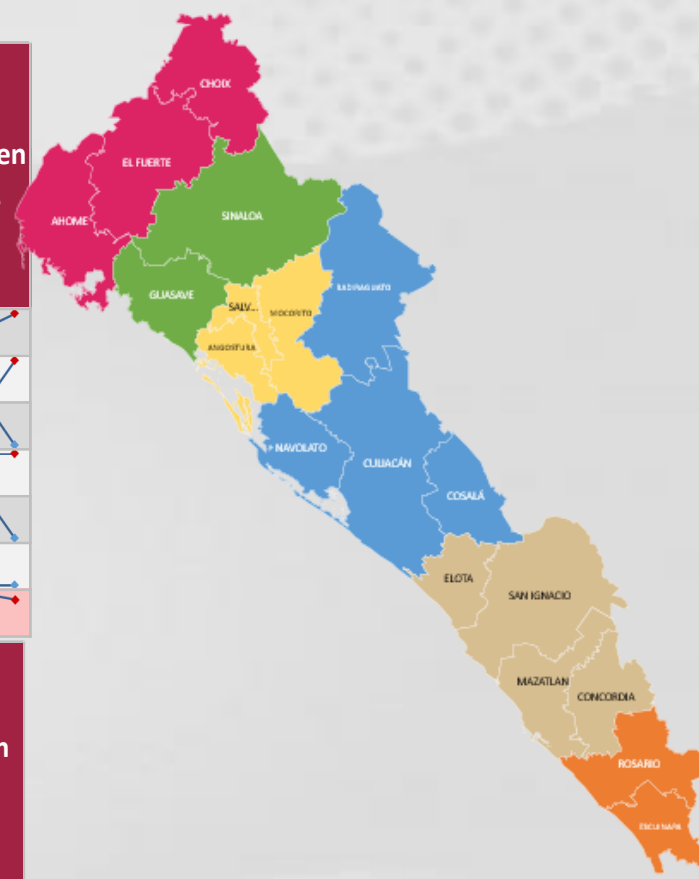 CHOIX
en
EL FUERTE
AHOME
SINALOA
BADIRAGUATO
GUASAVE
SALV...
MOCORITO
ANGOSTURA
NAVOLATO
CULIACÁN
COSALÁ
ELOTA
SAN IGNACIO
MAZATLAN
CONCORDIA
n
ROSARIO
ESCUINAPA